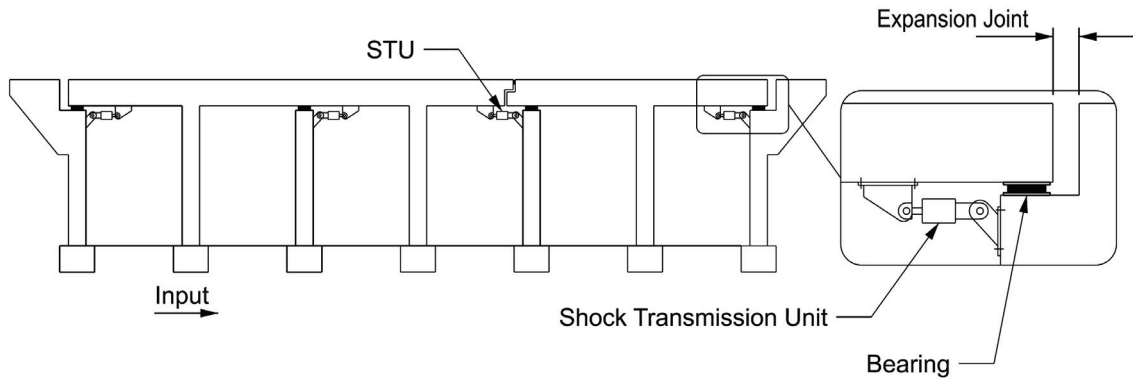 Expansion Joint
STU
Input
Shock Transmission Unit
Bearing